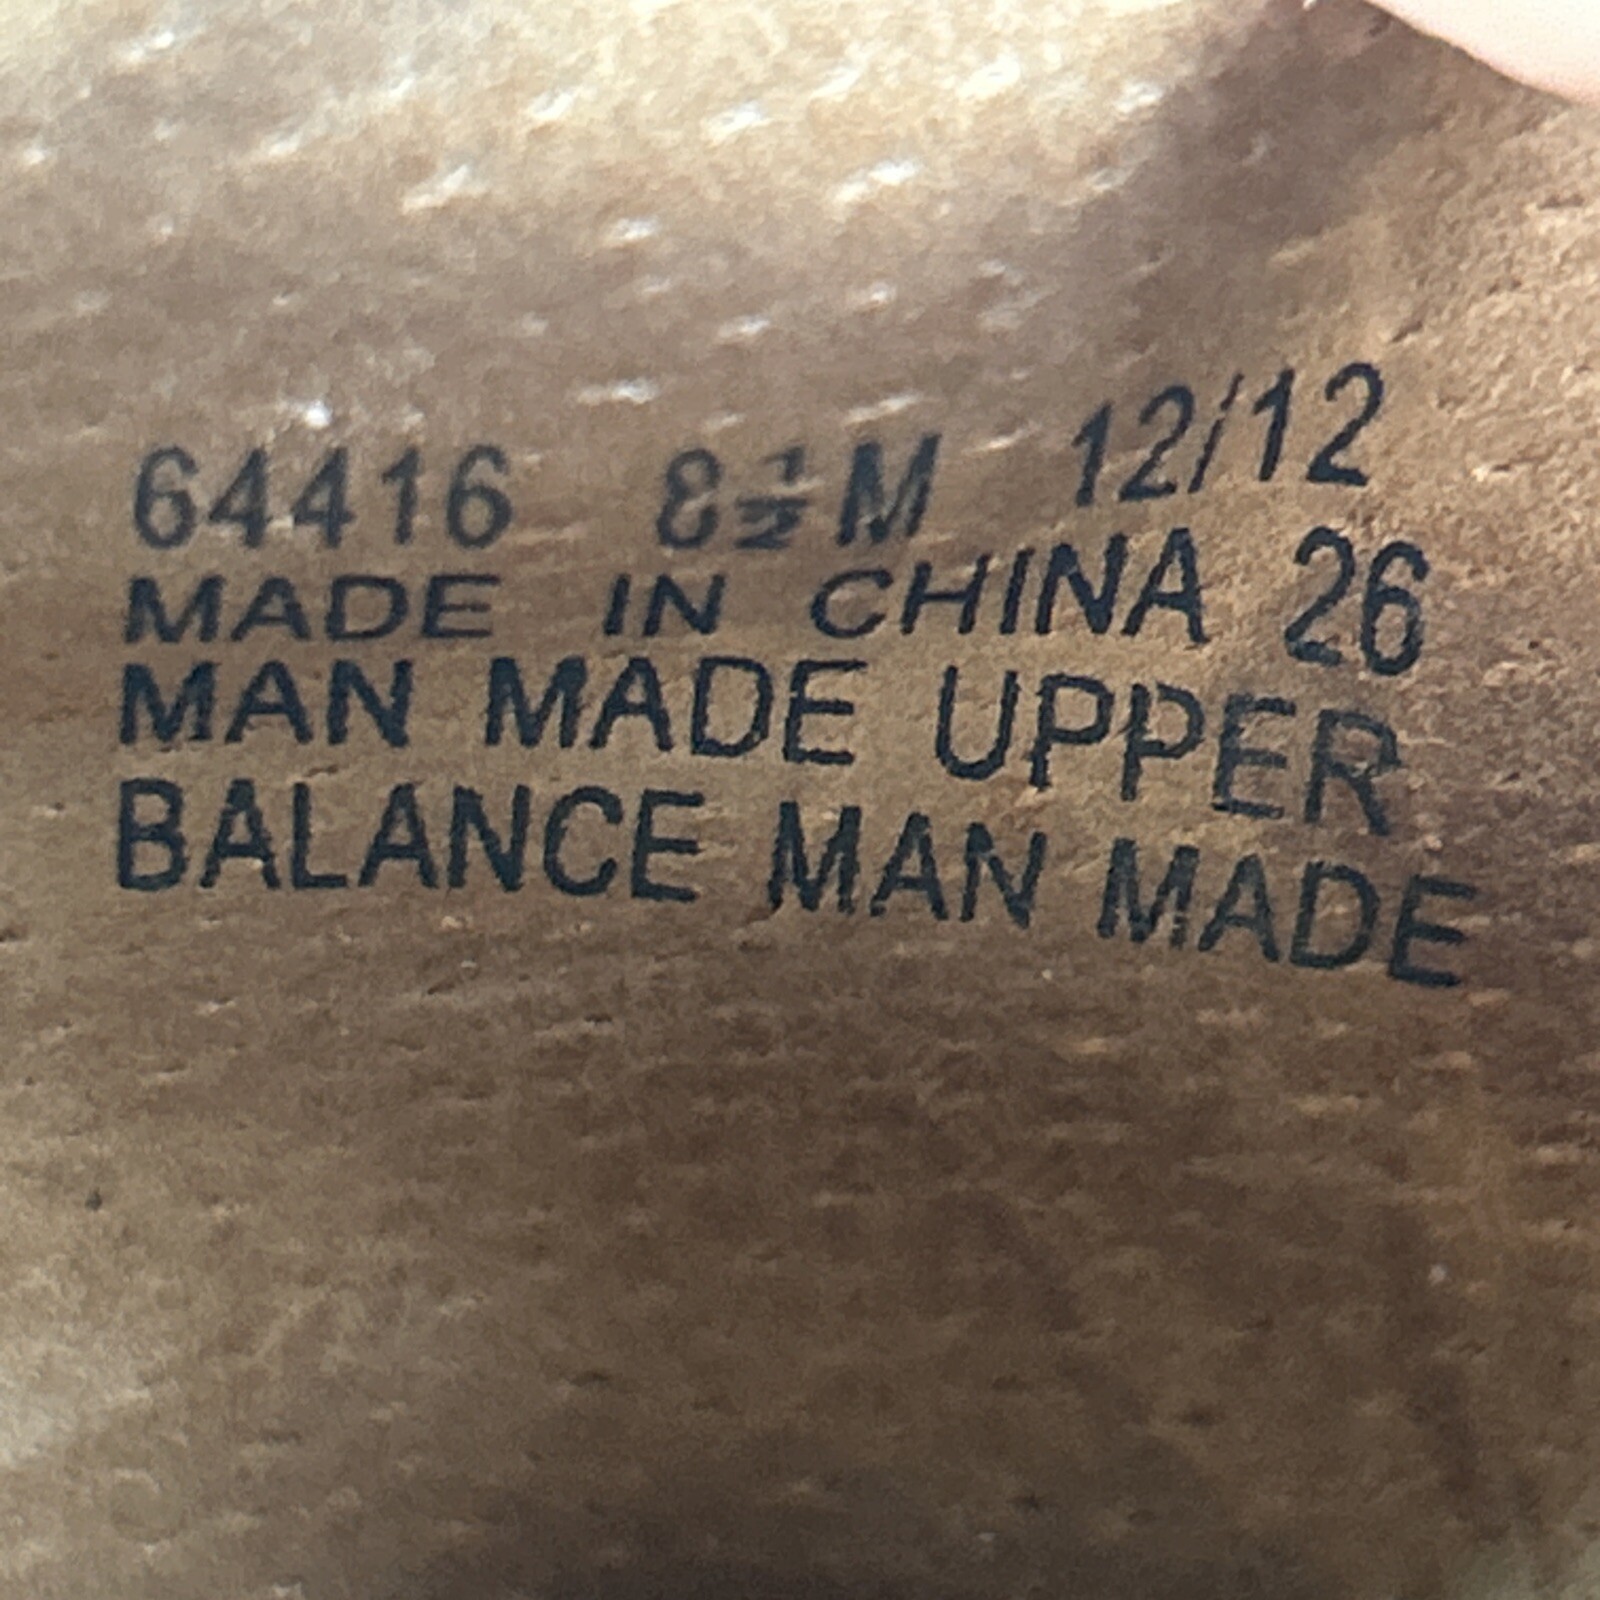 64416 8½M 12/12
MADE IN CHINA 26
MAN MADE UPPER
BALANCE MAN MADE